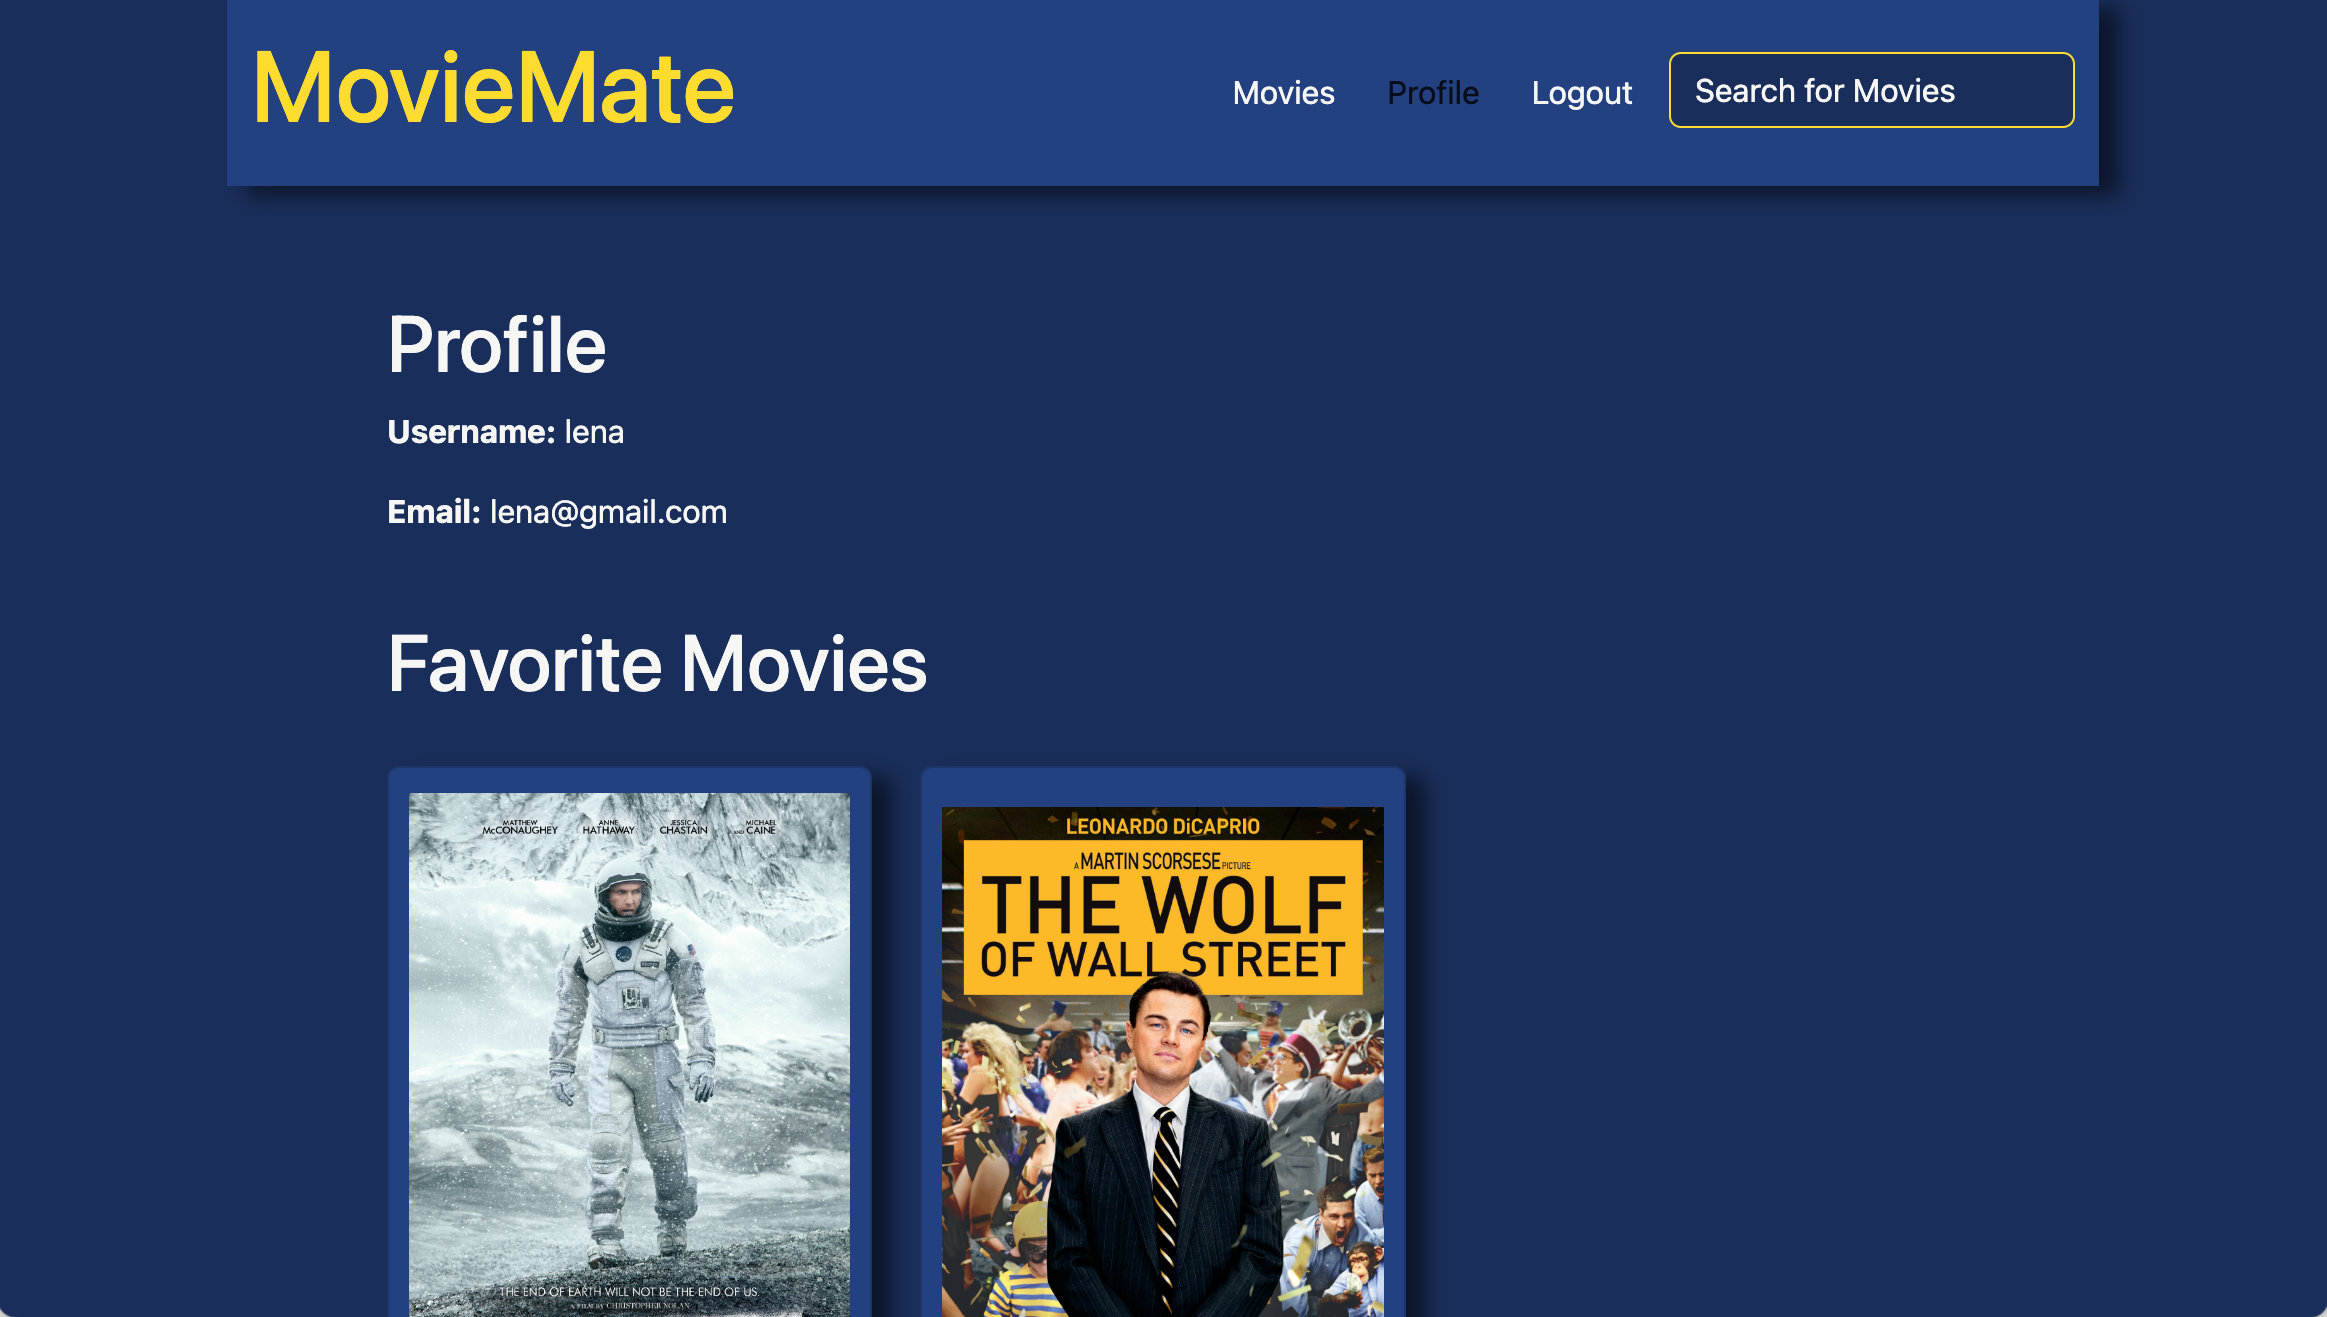 MovieMate
Movies Profile Logout Search for Movies
Profile
Username: lena
Email: lena@gmail.com
Favorite Movies
MATTHEW McCONAUGHEY ANNE HATHAWAY JESSICA CHASTAIN AND MICHAEL CAINE
THE END OF EARTH WILL NOT BE THE END OF US.
A FILM BY CHRISTOPHER NOLAN
LEONARDO DiCAPRIO
A MARTIN SCORSESE PICTURE
THE WOLF
OF WALL STREET